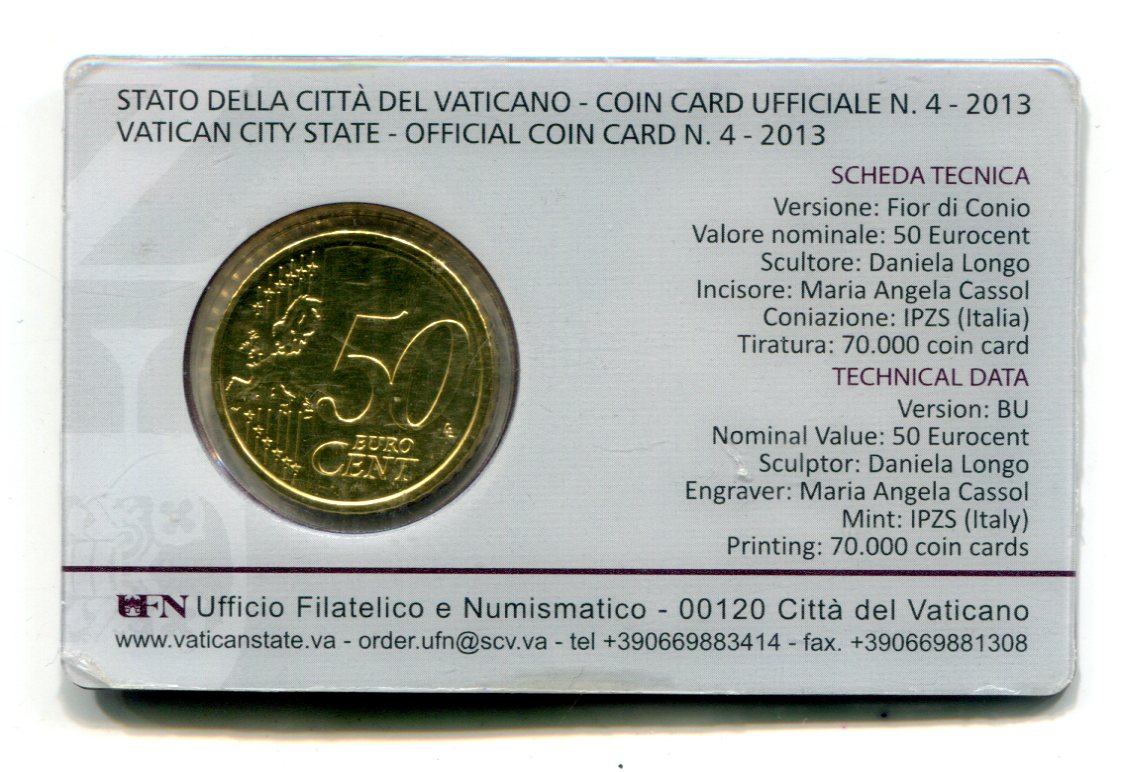 STATO DELLA CITTÀ DEL VATICANO - COIN CARD UFFICIALE N. 4 - 2013
VATICAN CITY STATE - OFFICIAL COIN CARD N. 4 - 2013
SCHEDA TECNICA
Versione: Fior di Conio
Valore nominale: 50 Eurocent
Scultore: Daniela Longo
Incisore: Maria Angela Cassol
Coniazione: IPZS (Italia)
Tiratura: 70.000 coin card
TECHNICAL DATA
Version: BU
Nominal Value: 50 Eurocent
Sculptor: Daniela Longo
Engraver: Maria Angela Cassol
Mint: IPZS (Italy)
Printing: 70.000 coin cards
50
EURO
CENT
UFN Ufficio Filatelico e Numismatico - 00120 Città del Vaticano
www.vaticanstate.va - order.ufn@scv.va - tel +390669883414 - fax. +390669881308